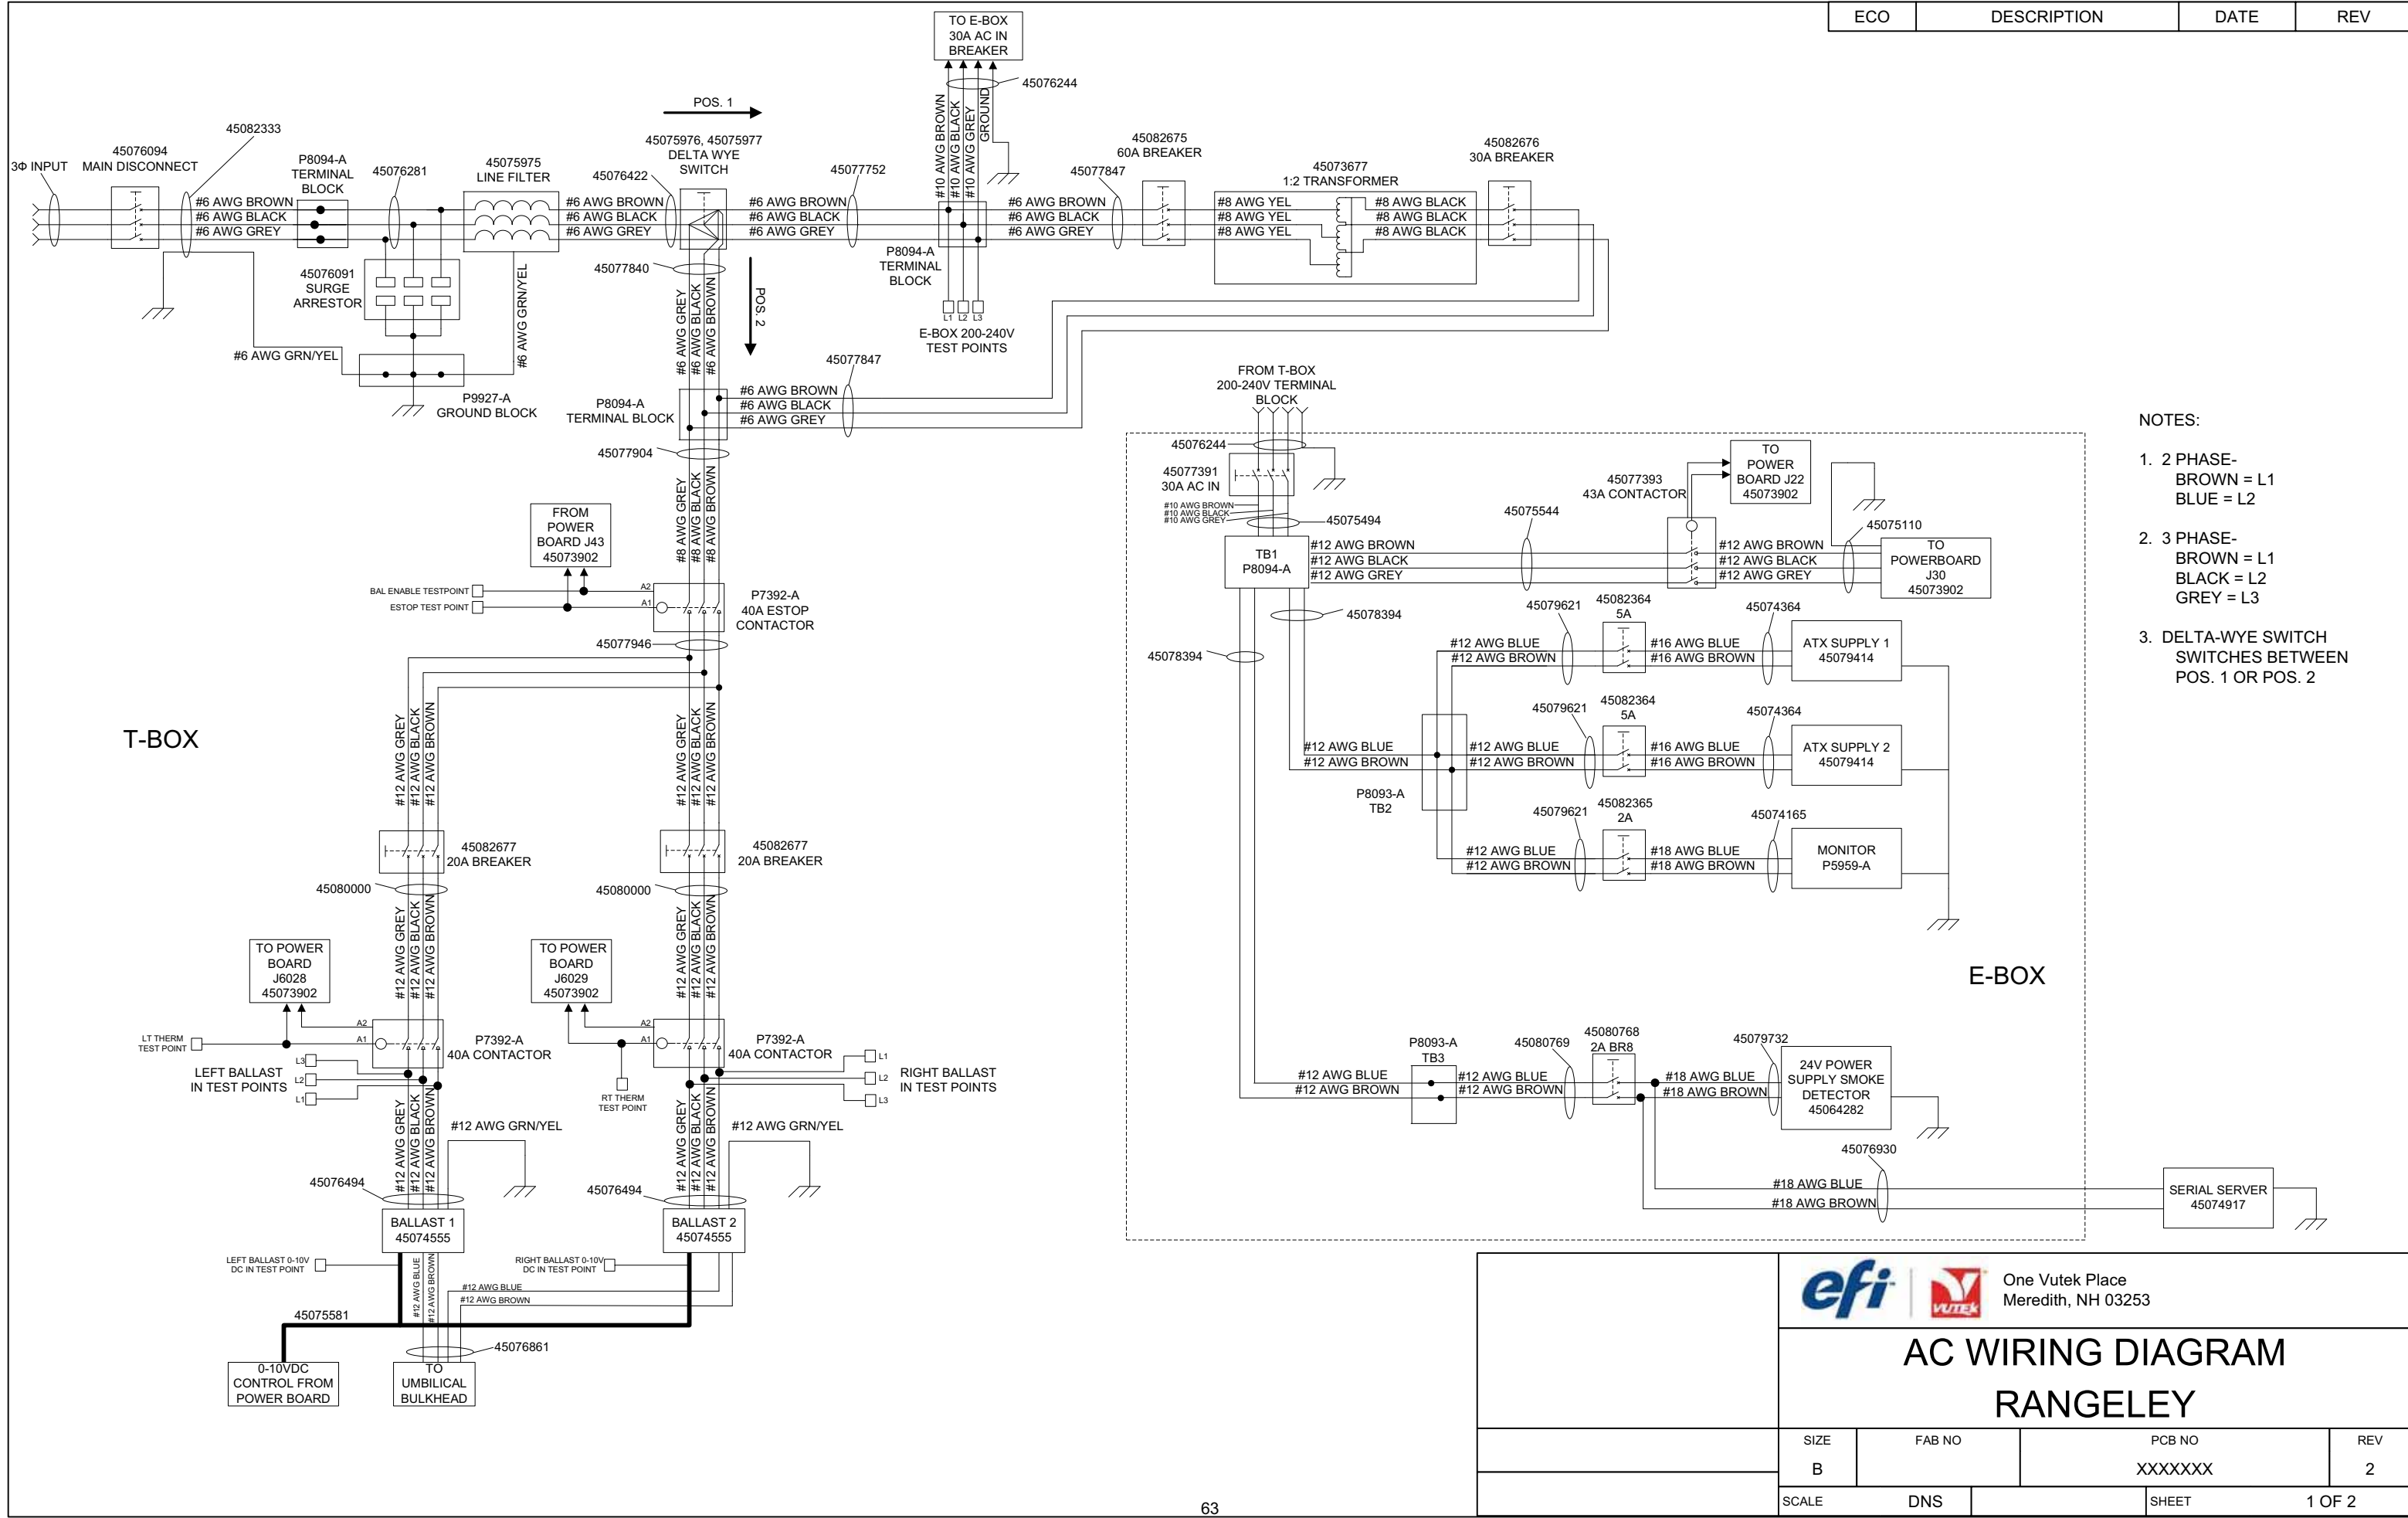 ECO DESCRIPTION DATE REV
TO E-BOX
30A AC IN
BREAKER
45076244
#10 AWG BROWN
#10 AWG BLACK
#10 AWG GREY
GROUND
POS. 1
3Φ INPUT
45076094
MAIN DISCONNECT
45082333
#6 AWG BROWN
#6 AWG BLACK
#6 AWG GREY
P8094-A
TERMINAL
BLOCK
45076281
45075975
LINE FILTER
45076422
#6 AWG BROWN
#6 AWG BLACK
#6 AWG GREY
45075976, 45075977
DELTA WYE
SWITCH
#6 AWG BROWN
#6 AWG BLACK
#6 AWG GREY
45077752
P8094-A
TERMINAL
BLOCK
45077847
#6 AWG BROWN
#6 AWG BLACK
#6 AWG GREY
45082675
60A BREAKER
45073677
1:2 TRANSFORMER
#8 AWG YEL
#8 AWG YEL
#8 AWG YEL
#8 AWG BLACK
#8 AWG BLACK
#8 AWG BLACK
45082676
30A BREAKER
45076091
SURGE
ARRESTOR
#6 AWG GRN/YEL
#6 AWG GRN/YEL
P9927-A
GROUND BLOCK
45077840
POS. 2
#6 AWG GREY
#6 AWG BLACK
#6 AWG BROWN
L1 L2 L3
E-BOX 200-240V
TEST POINTS
45077847
P8094-A
TERMINAL BLOCK
#6 AWG BROWN
#6 AWG BLACK
#6 AWG GREY
45077904
#8 AWG GREY
#8 AWG BLACK
#8 AWG BROWN
FROM
POWER
BOARD J43
45073902
BAL ENABLE TESTPOINT
ESTOP TEST POINT
A2
A1
P7392-A
40A ESTOP
CONTACTOR
45077946
T-BOX
#12 AWG GREY
#12 AWG BLACK
#12 AWG BROWN
#12 AWG GREY
#12 AWG BLACK
#12 AWG BROWN
45082677
20A BREAKER
45082677
20A BREAKER
45080000
45080000
#12 AWG GREY
#12 AWG BLACK
#12 AWG BROWN
#12 AWG GREY
#12 AWG BLACK
#12 AWG BROWN
TO POWER
BOARD
J6028
45073902
TO POWER
BOARD
J6029
45073902
LT THERM
TEST POINT
A2
A1
P7392-A
40A CONTACTOR
A2
A1
P7392-A
40A CONTACTOR
LEFT BALLAST
IN TEST POINTS
L3
L2
L1
RT THERM
TEST POINT
L1
L2
L3
RIGHT BALLAST
IN TEST POINTS
#12 AWG GREY
#12 AWG BLACK
#12 AWG BROWN
#12 AWG GRN/YEL
#12 AWG GREY
#12 AWG BLACK
#12 AWG BROWN
#12 AWG GRN/YEL
45076494
45076494
BALLAST 1
45074555
BALLAST 2
45074555
LEFT BALLAST 0-10V
DC IN TEST POINT
RIGHT BALLAST 0-10V
DC IN TEST POINT
#12 AWG BLUE
#12 AWG BROWN
#12 AWG BLUE
#12 AWG BROWN
45075581
45076861
0-10VDC
CONTROL FROM
POWER BOARD
TO
UMBILICAL
BULKHEAD
FROM T-BOX
200-240V TERMINAL
BLOCK
45076244
45077391
30A AC IN
#10 AWG BROWN
#10 AWG BLACK
#10 AWG GREY
45075494
TB1
P8094-A
45075544
#12 AWG BROWN
#12 AWG BLACK
#12 AWG GREY
45077393
43A CONTACTOR
TO
POWER
BOARD J22
45073902
#12 AWG BROWN
#12 AWG BLACK
#12 AWG GREY
45075110
TO
POWERBOARD
J30
45073902
45078394
45078394
#12 AWG BLUE
#12 AWG BROWN
45079621
45082364
5A
#16 AWG BLUE
#16 AWG BROWN
45074364
ATX SUPPLY 1
45079414
#12 AWG BLUE
#12 AWG BROWN
P8093-A
TB2
#12 AWG BLUE
#12 AWG BROWN
45079621
45082364
5A
#16 AWG BLUE
#16 AWG BROWN
45074364
ATX SUPPLY 2
45079414
#12 AWG BLUE
#12 AWG BROWN
45079621
45082365
2A
#18 AWG BLUE
#18 AWG BROWN
45074165
MONITOR
P5959-A
E-BOX
#12 AWG BLUE
#12 AWG BROWN
P8093-A
TB3
#12 AWG BLUE
#12 AWG BROWN
45080769
45080768
2A BR8
#18 AWG BLUE
#18 AWG BROWN
45079732
24V POWER
SUPPLY SMOKE
DETECTOR
45064282
45076930
#18 AWG BLUE
#18 AWG BROWN
SERIAL SERVER
45074917
NOTES:
1. 2 PHASE-
BROWN = L1
BLUE = L2
2. 3 PHASE-
BROWN = L1
BLACK = L2
GREY = L3
3. DELTA-WYE SWITCH
SWITCHES BETWEEN
POS. 1 OR POS. 2
efi VUTEK
One Vutek Place
Meredith, NH 03253
AC WIRING DIAGRAM
RANGELEY
SIZE FAB NO PCB NO REV
B XXXXXXX 2
SCALE DNS SHEET 1 OF 2
63